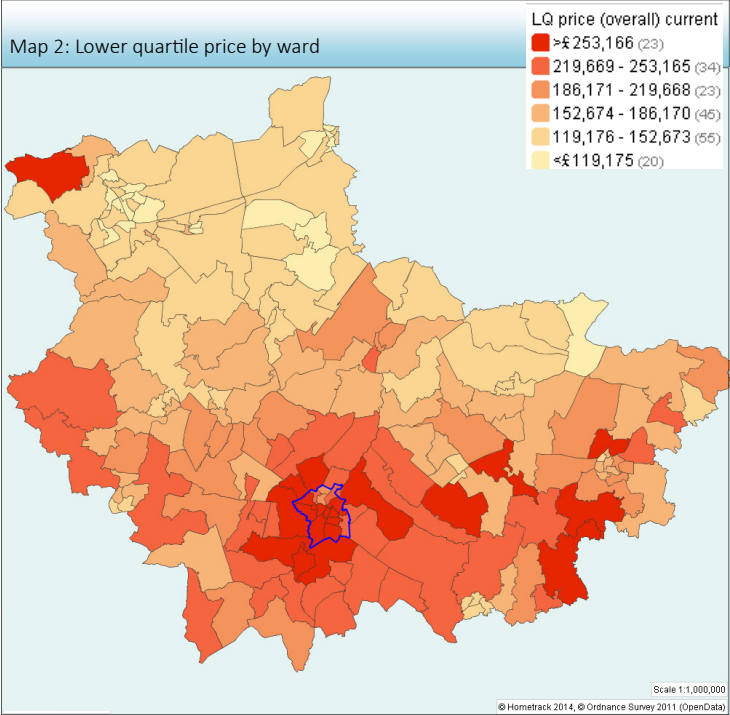 Map 2: Lower quartile price by ward
LQ price (overall) current
>£253,166 (23)
219,669 - 253,165 (34)
186,171 - 219,668 (23)
152,674 - 186,170 (45)
119,176 - 152,673 (55)
<£119,175 (20)
Scale 1:1,000,000
© Hometrack 2014, © Ordnance Survey 2011 (OpenData)